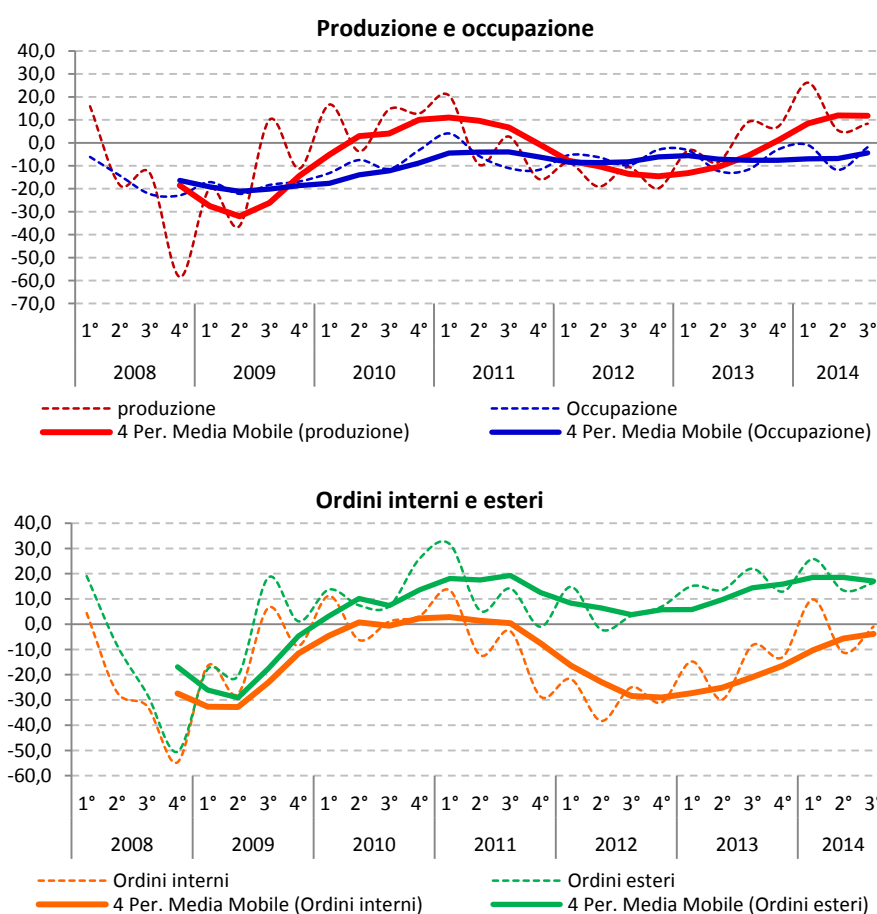 Produzione e occupazione
40,0
30,0
20,0
10,0
0,0
-10,0
-20,0
-30,0
-40,0
-50,0
-60,0
-70,0
1° 2° 3° 4° 1° 2° 3° 4° 1° 2° 3° 4° 1° 2° 3° 4° 1° 2° 3° 4° 1° 2° 3° 4° 1° 2° 3°
2008 2009 2010 2011 2012 2013 2014
produzione Occupazione
4 Per. Media Mobile (produzione) 4 Per. Media Mobile (Occupazione)
Ordini interni e esteri
40,0
30,0
20,0
10,0
0,0
-10,0
-20,0
-30,0
-40,0
-50,0
-60,0
1° 2° 3° 4° 1° 2° 3° 4° 1° 2° 3° 4° 1° 2° 3° 4° 1° 2° 3° 4° 1° 2° 3° 4° 1° 2° 3°
2008 2009 2010 2011 2012 2013 2014
Ordini interni Ordini esteri
4 Per. Media Mobile (Ordini interni) 4 Per. Media Mobile (Ordini esteri)